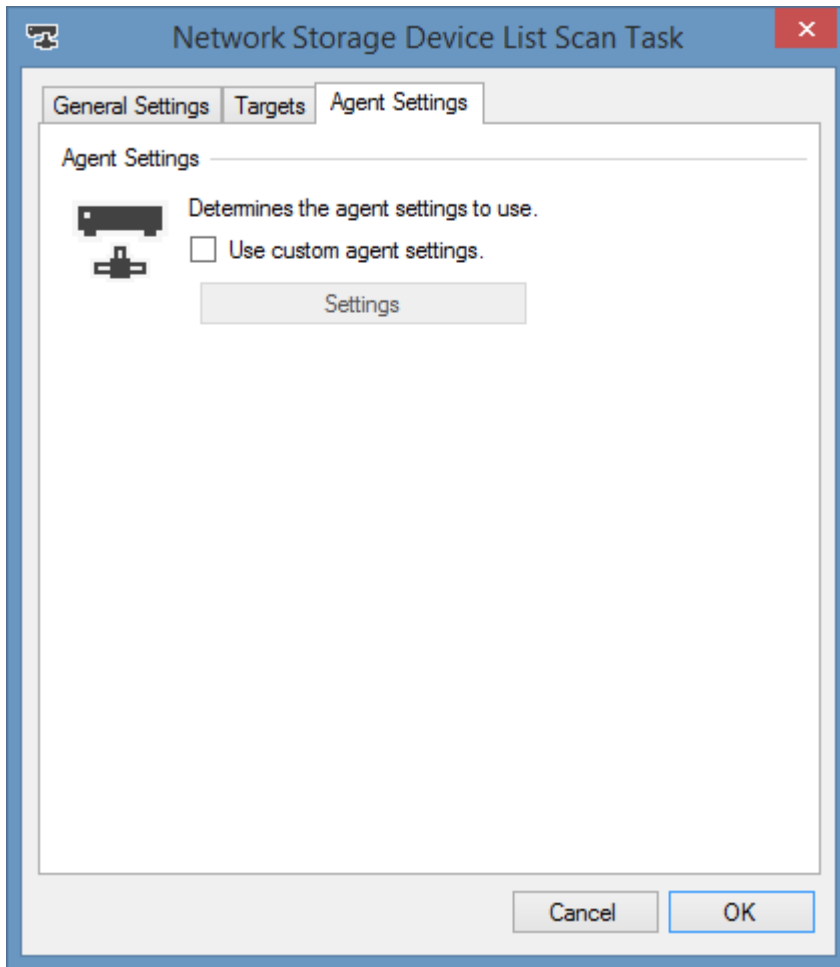 Network Storage Device List Scan Task
General Settings
Targets
Agent Settings
Agent Settings
Determines the agent settings to use.
Use custom agent settings.
Settings
Cancel
OK